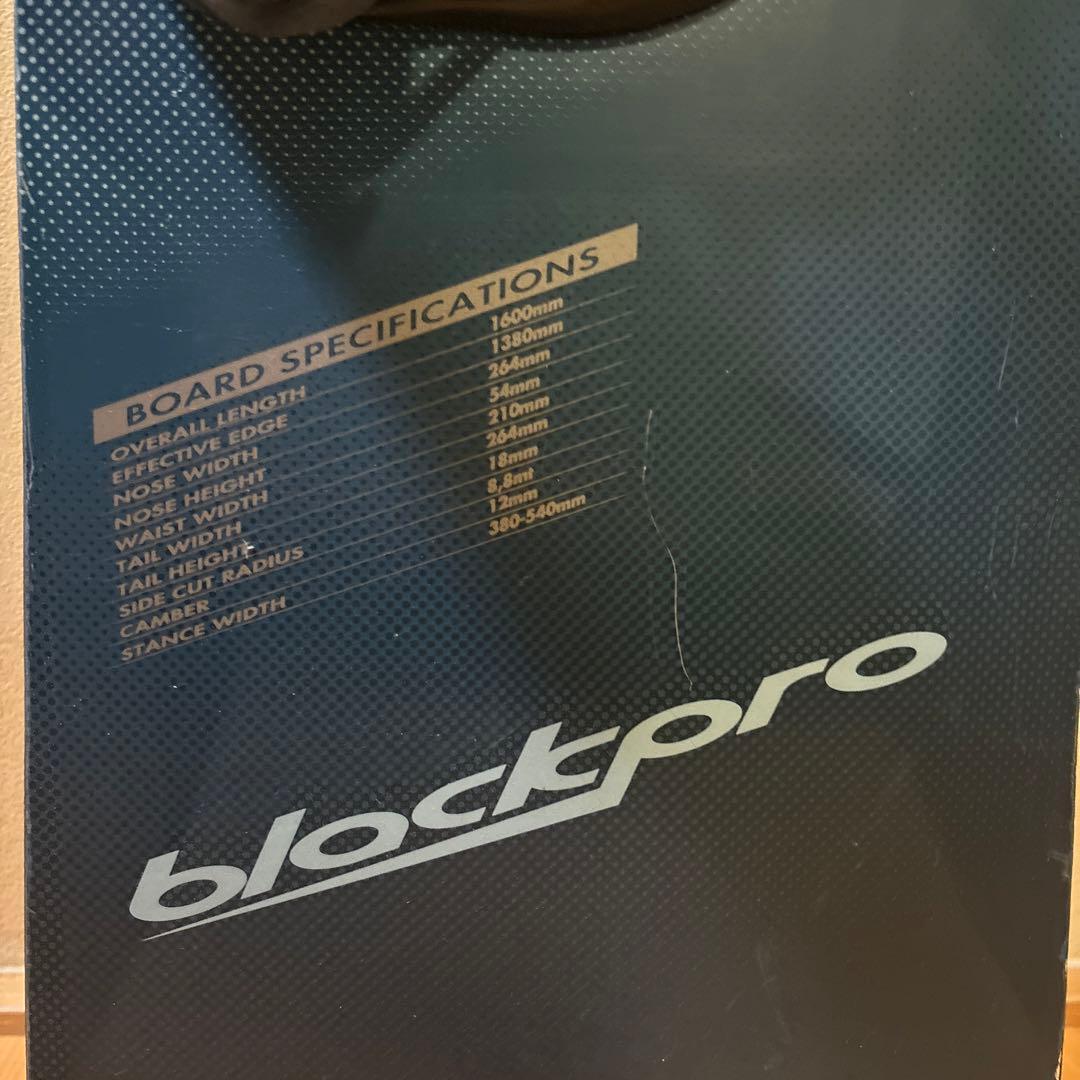 BOARD SPECIFICATIONS
OVERALL LENGTH 1600mm
EFFECTIVE EDGE 1380mm
NOSE WIDTH 264mm
NOSE HEIGHT 54mm
WAIST WIDTH 210mm
TAIL WIDTH 264mm
TAIL HEIGHT 18mm
SIDE CUT RADIUS 8,8mt
CAMBER 12mm
STANCE WIDTH 380-540mm
blackpro